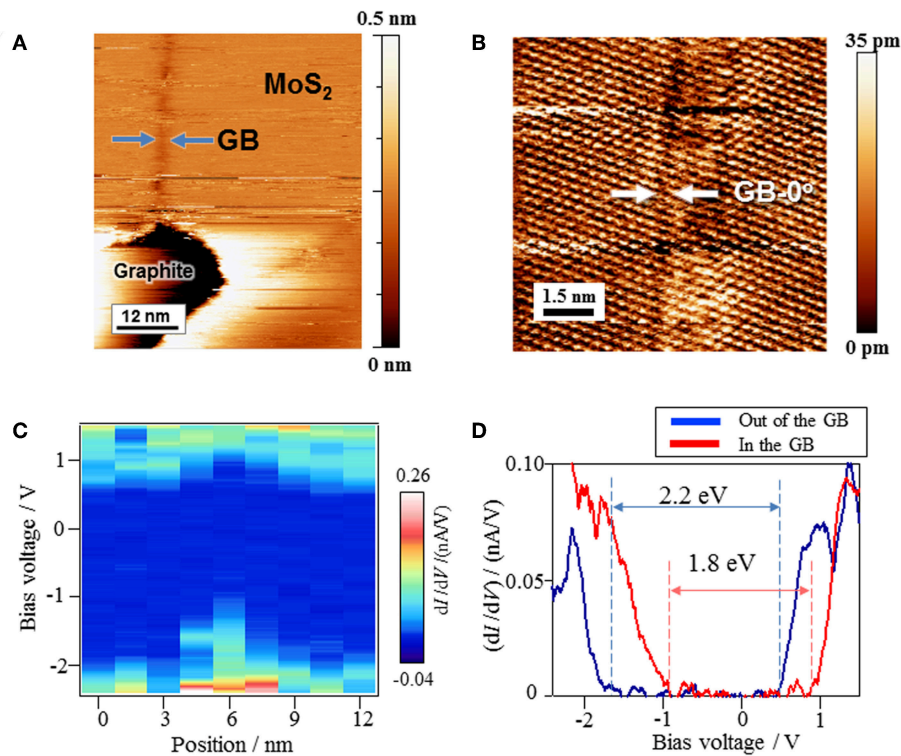 A
0.5 nm
MoS₂
GB
Graphite
12 nm
0 nm
B
35 pm
GB-0°
1.5 nm
0 pm
C
1
0
-1
-2
Bias voltage / V
0 3 6 9 12
Position / nm
0.26
dI/dV/(nA/V)
-0.04
D
Out of the GB
In the GB
0.10
0.05
0
(dI/dV) / (nA/V)
2.2 eV
1.8 eV
-2 -1 0 1
Bias voltage / V